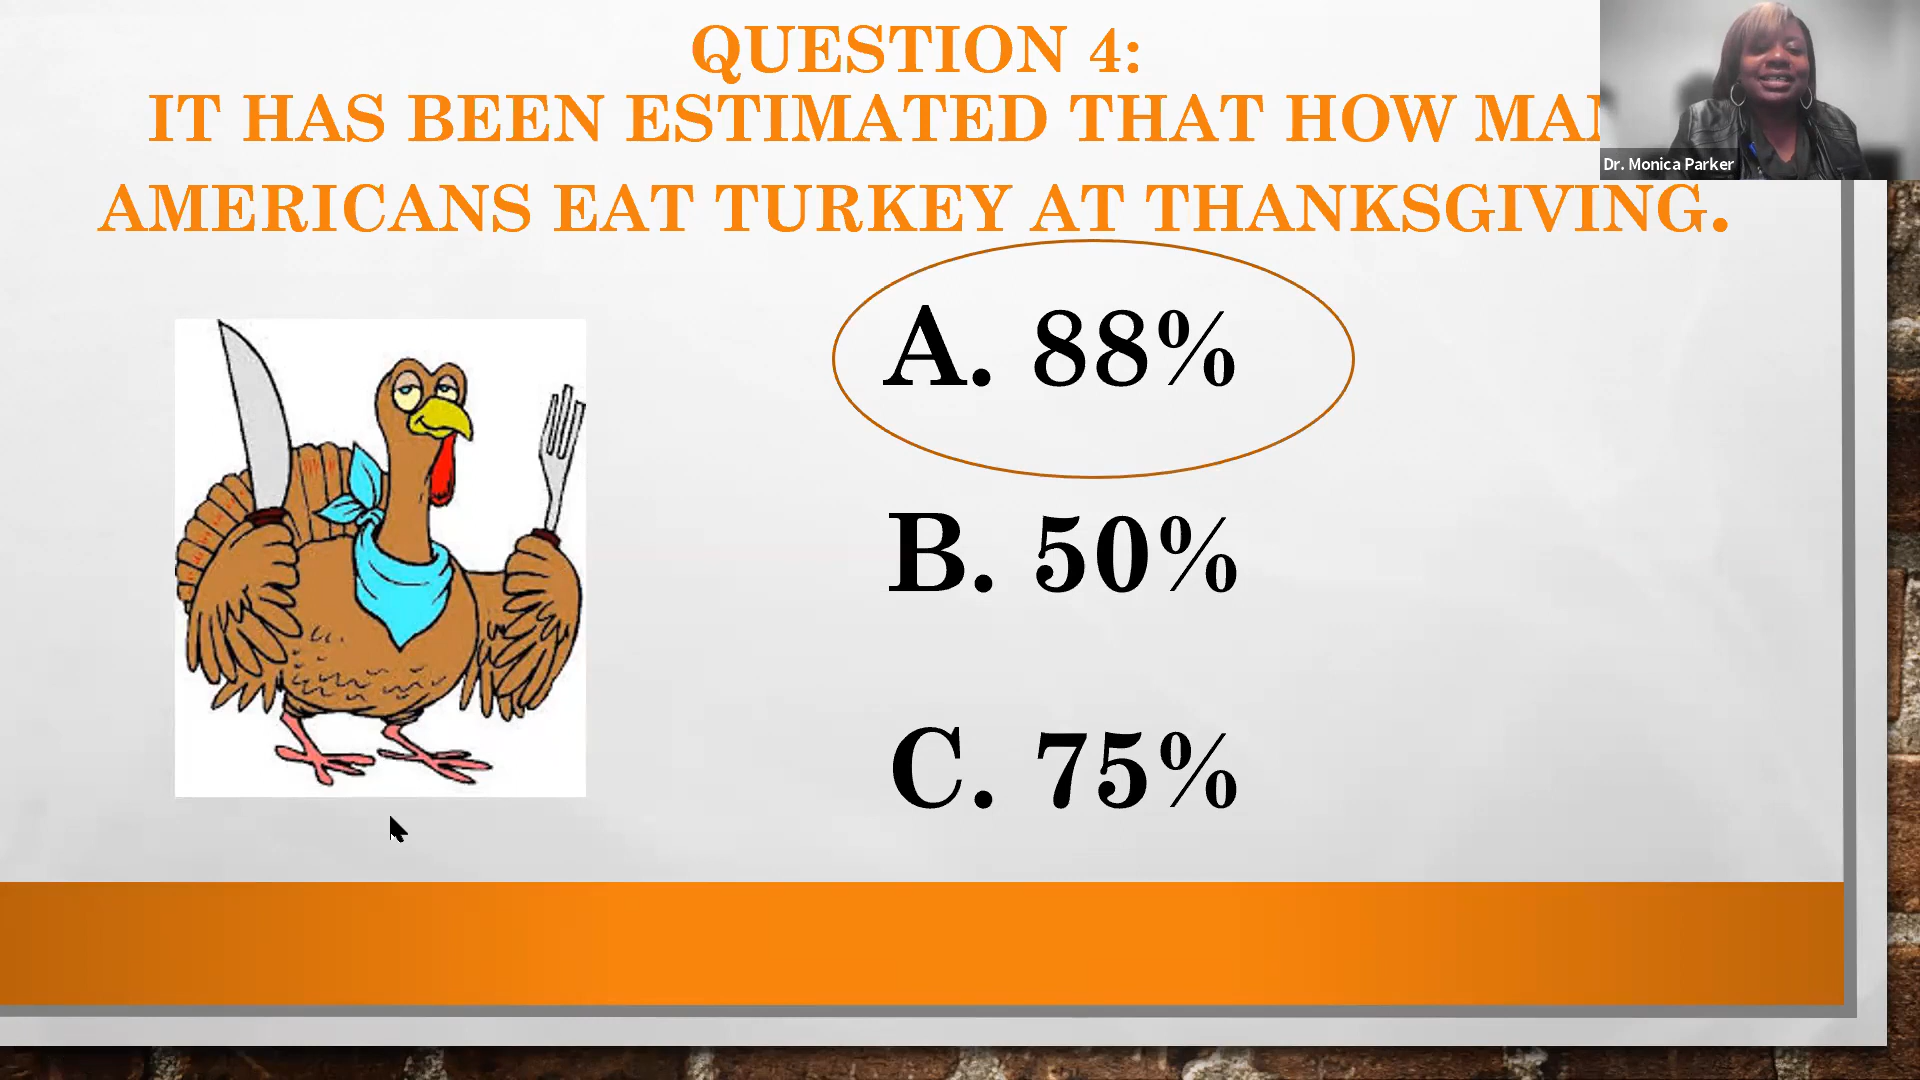 QUESTION 4:
IT HAS BEEN ESTIMATED THAT HOW
AMERICANS EAT TURKEY AT THANKSGIVING.
A. 88%
B. 50%
C. 75%
Dr. Monica Parker